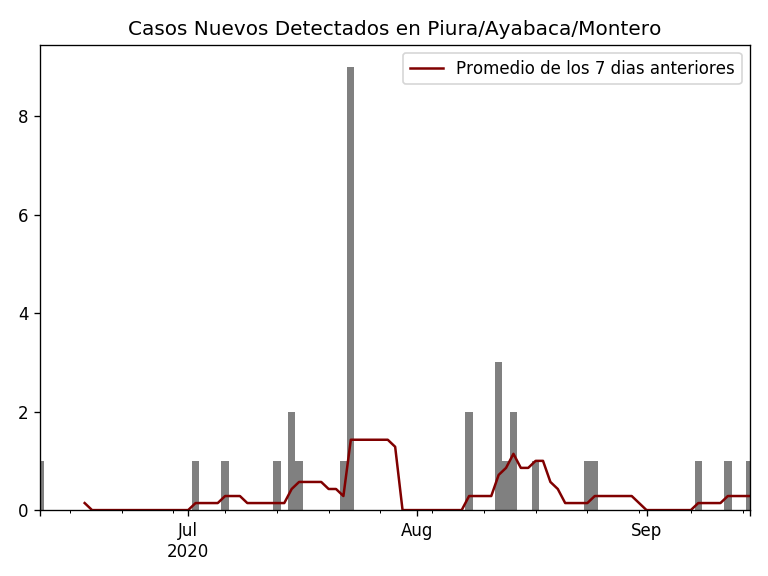 Casos Nuevos Detectados en Piura/Ayabaca/Montero
Promedio de los 7 dias anteriores
8
6
4
2
0
Jul
2020
Aug
Sep